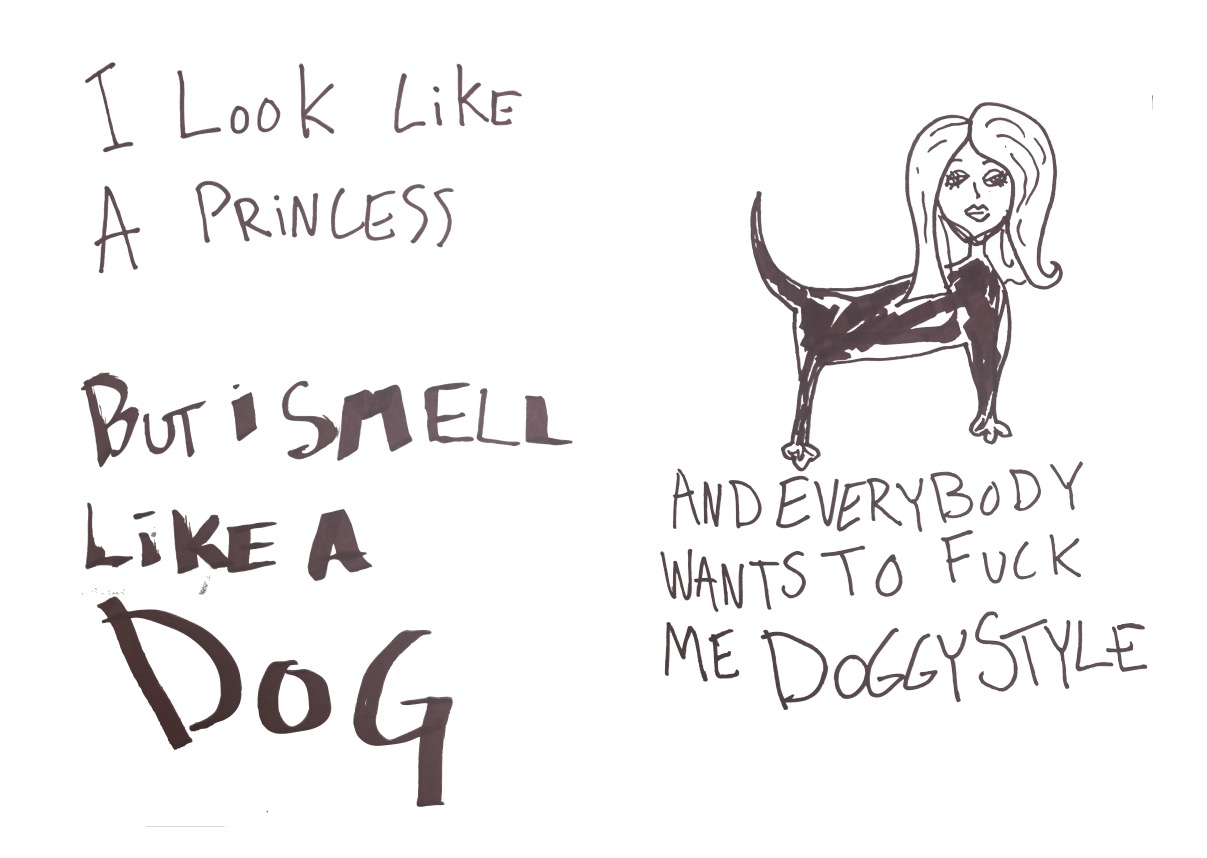 I LOOK LiKE
A PRiNCESS
BUT i SMELL
LiKE A
DOG
AND EVERYBODY
WANTS TO FUCK
ME DOGGYSTYLE